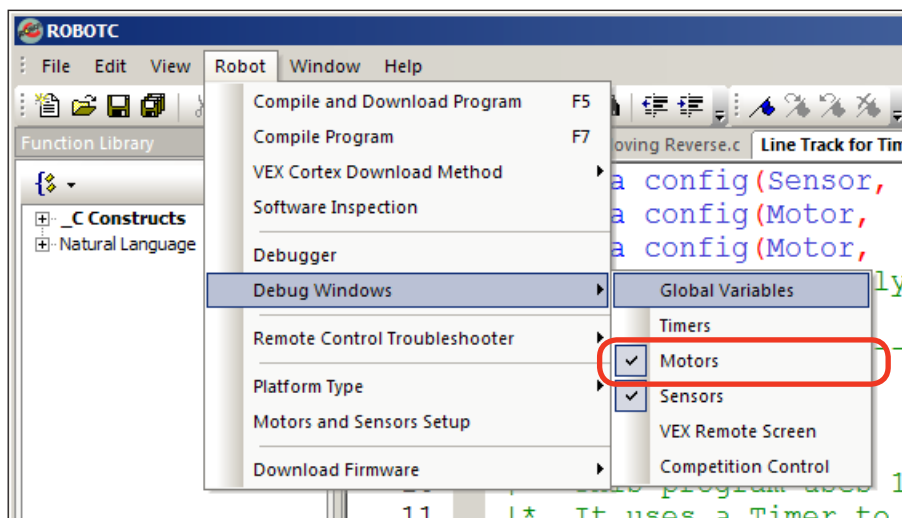 ROBOTC
File Edit View Robot Window Help
Function Library
_C Constructs
Natural Language
Compile and Download Program F5
Compile Program F7
VEX Cortex Download Method
Software Inspection
Debugger
Debug Windows
Remote Control Troubleshooter
Platform Type
Motors and Sensors Setup
Download Firmware
Global Variables
Timers
Motors
Sensors
VEX Remote Screen
Competition Control
oving Reverse.c Line Track for Tim
a config(Sensor,
a config(Motor,
a config(Motor,
ly
11 |* It uses a Timer to